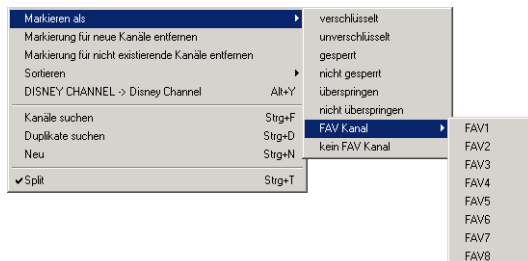 Markieren als
Markierung für neue Kanäle entfernen
Markierung für nicht existierende Kanäle entfernen
Sortieren
DISNEY CHANNEL -> Disney Channel Alt+Y
Kanäle suchen Strg+F
Duplikate suchen Strg+D
Neu Strg+N
Split Strg+T
verschlüsselt
unverschlüsselt
gesperrt
nicht gesperrt
überspringen
nicht überspringen
FAV Kanal
kein FAV Kanal
FAV1
FAV2
FAV3
FAV4
FAV5
FAV6
FAV7
FAV8